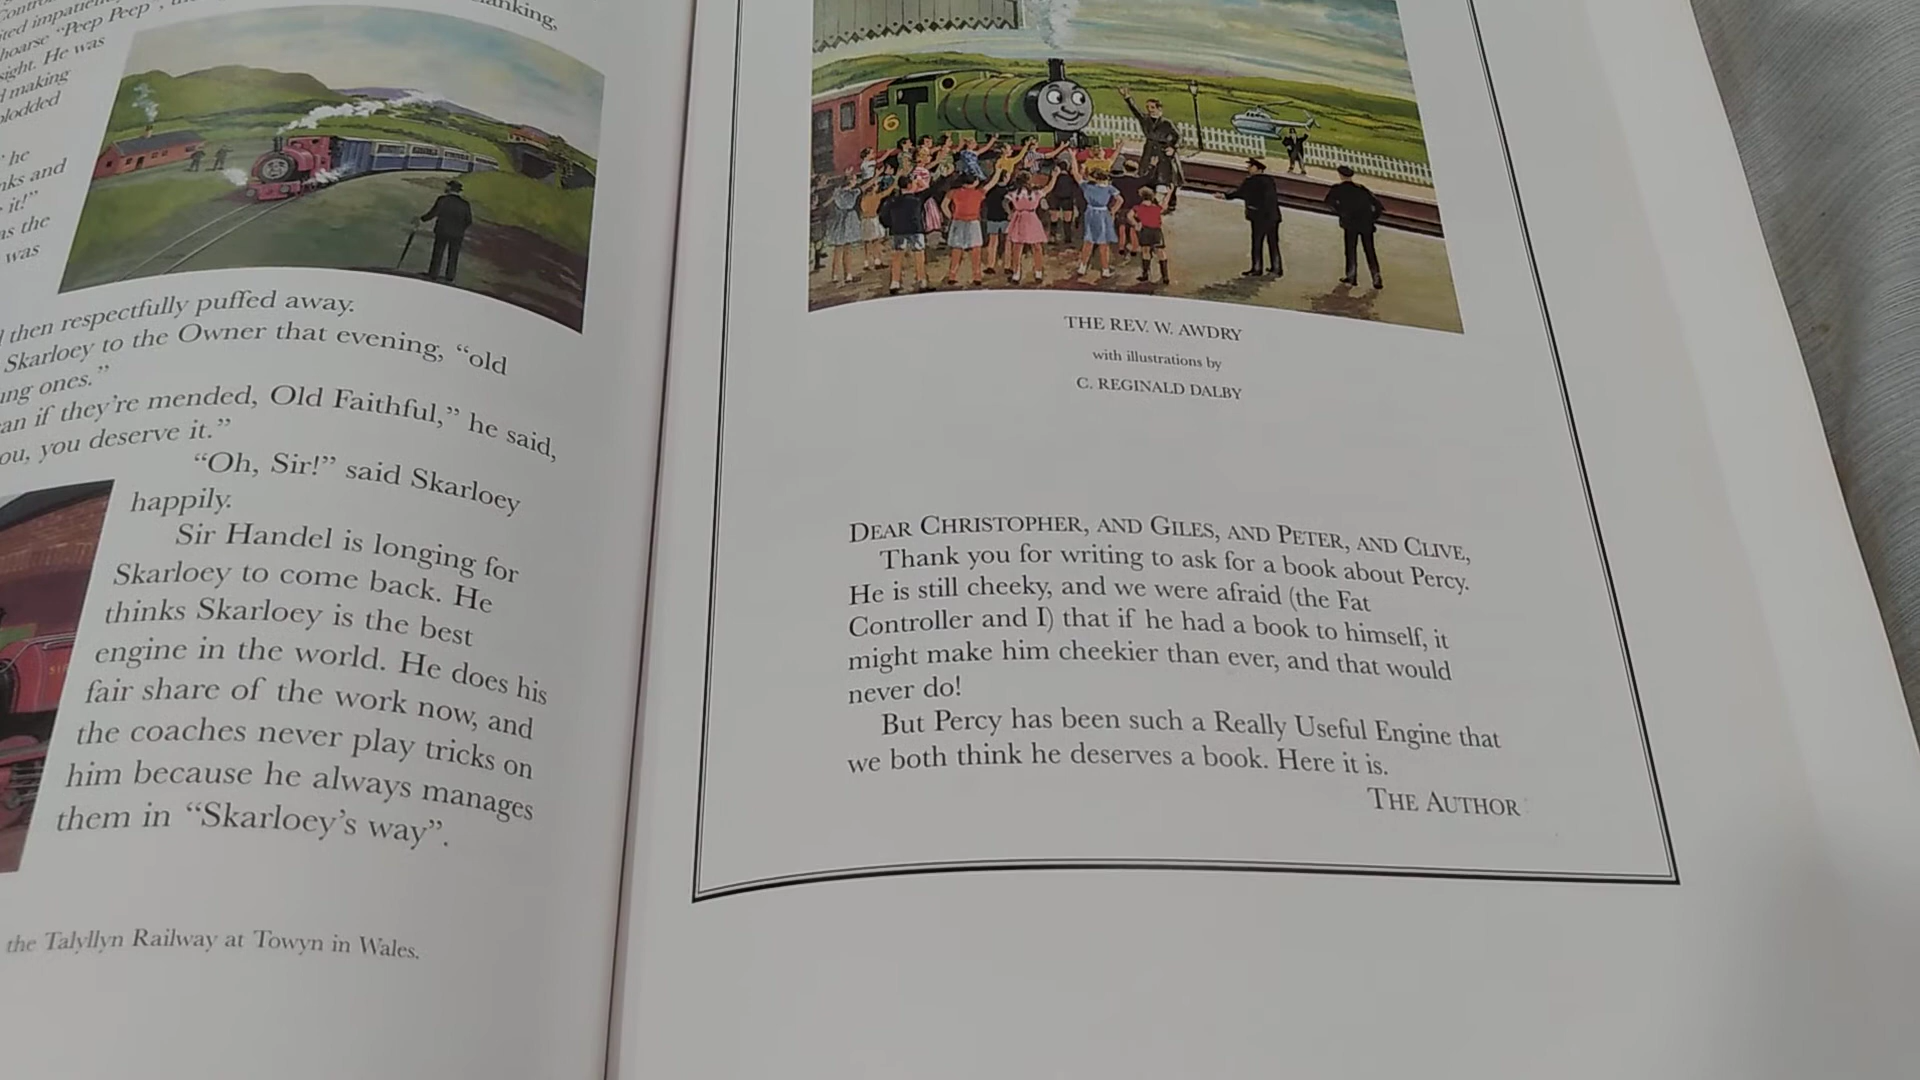 hanking,
hoarse "Peep Peep",
sight. He was
making
plodded
he
and
it!"
as the
was
then respectfully puffed away.
Skarloey to the Owner that evening, "old
ones."
if they're mended, Old Faithful," he said,
you deserve it."
"Oh, Sir!" said Skarloey
happily.
Sir Handel is longing for
Skarloey to come back. He
thinks Skarloey is the best
engine in the world. He does his
fair share of the work now, and
the coaches never play tricks on
him because he always manages
them in "Skarloey's way".
the Talyllyn Railway at Towyn in Wales.
6
THE REV. W. AWDRY
with illustrations by
C. REGINALD DALBY
DEAR CHRISTOPHER, AND GILES, AND PETER, AND CLIVE,
Thank you for writing to ask for a book about Percy.
He is still cheeky, and we were afraid (the Fat
Controller and I) that if he had a book to himself, it
might make him cheekier than ever, and that would
never do!
But Percy has been such a Really Useful Engine that
we both think he deserves a book. Here it is.
THE AUTHOR